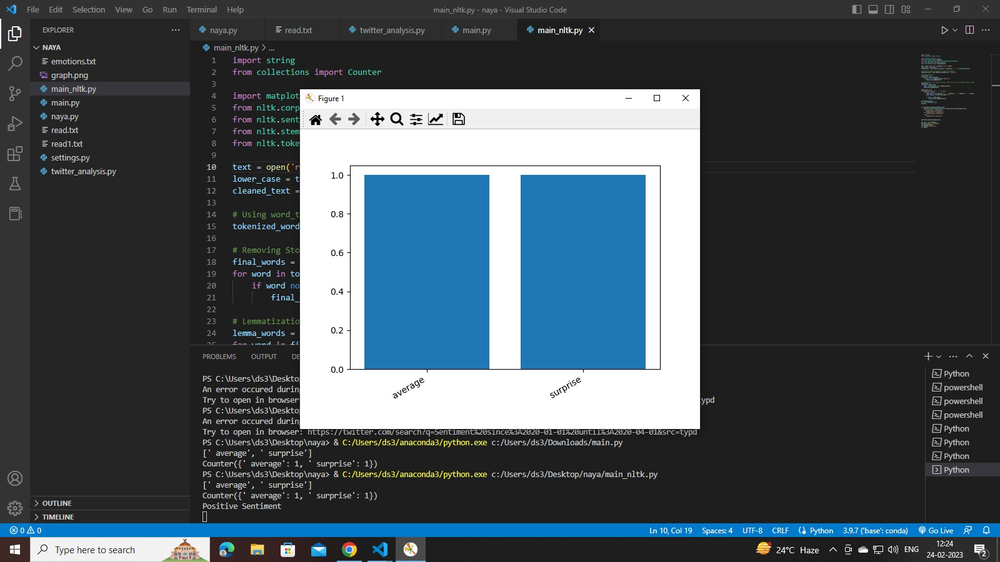 File Edit Selection View Go Run Terminal Help
main_nltk.py - naya - Visual Studio Code
EXPLORER
NAYA
emotions.txt
graph.png
main_nltk.py
main.py
naya.py
read.txt
read1.txt
settings.py
twitter_analysis.py
OUTLINE
TIMELINE
naya.py read.txt twitter_analysis.py main.py main_nltk.py
main_nltk.py > ...
1 import string
2 from collections import Counter
3
4 import matplot
5 from nltk.corp
6 from nltk.sent
7 from nltk.stem
8 from nltk.toke
9
10 text = open('r
11 lower_case = t
12 cleaned_text =
13
14 # Using word_t
15 tokenized_word
16
17 # Removing Sto
18 final_words =
19 for word in to
20 if word no
21 final_
22
23 # Lemmatizatio
24 lemma_words =
25 for word in fi
Figure 1
1.0
0.8
0.6
0.4
0.2
0.0
average
surprise
PROBLEMS OUTPUT DE
PS C:\Users\ds3\Desktop
An error occured during
Try to open in browser typd
PS C:\Users\ds3\Desktop
An error occured during
Try to open in browser: https://twitter.com/search?q=Sentiment%20since%3A2020-01-01%20until%3A2020-04-01&src=typd
PS C:\Users\ds3\Desktop\naya> & C:/Users/ds3/anaconda3/python.exe c:/Users/ds3/Downloads/main.py
[' average', ' surprise']
Counter({' average': 1, ' surprise': 1})
PS C:\Users\ds3\Desktop\naya> & C:/Users/ds3/anaconda3/python.exe c:/Users/ds3/Desktop/naya/main_nltk.py
[' average', ' surprise']
Counter({' average': 1, ' surprise': 1})
Positive Sentiment
Python
powershell
powershell
powershell
Python
Python
Python
Python
0 0
Ln 10, Col 19 Spaces: 4 UTF-8 CRLF Python 3.9.7 ('base': conda) Go Live
Type here to search
24°C Haze
ENG
12:24
24-02-2023
2